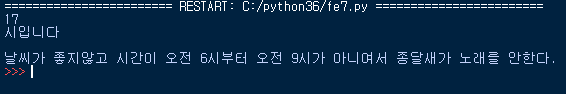 ======================== RESTART: C:/python36/fe7.py ========================
17
시입니다
날씨가 좋지않고 시간이 오전 6시부터 오전 9시가 아니여서 종달새가 노래를 안한다.
>>>